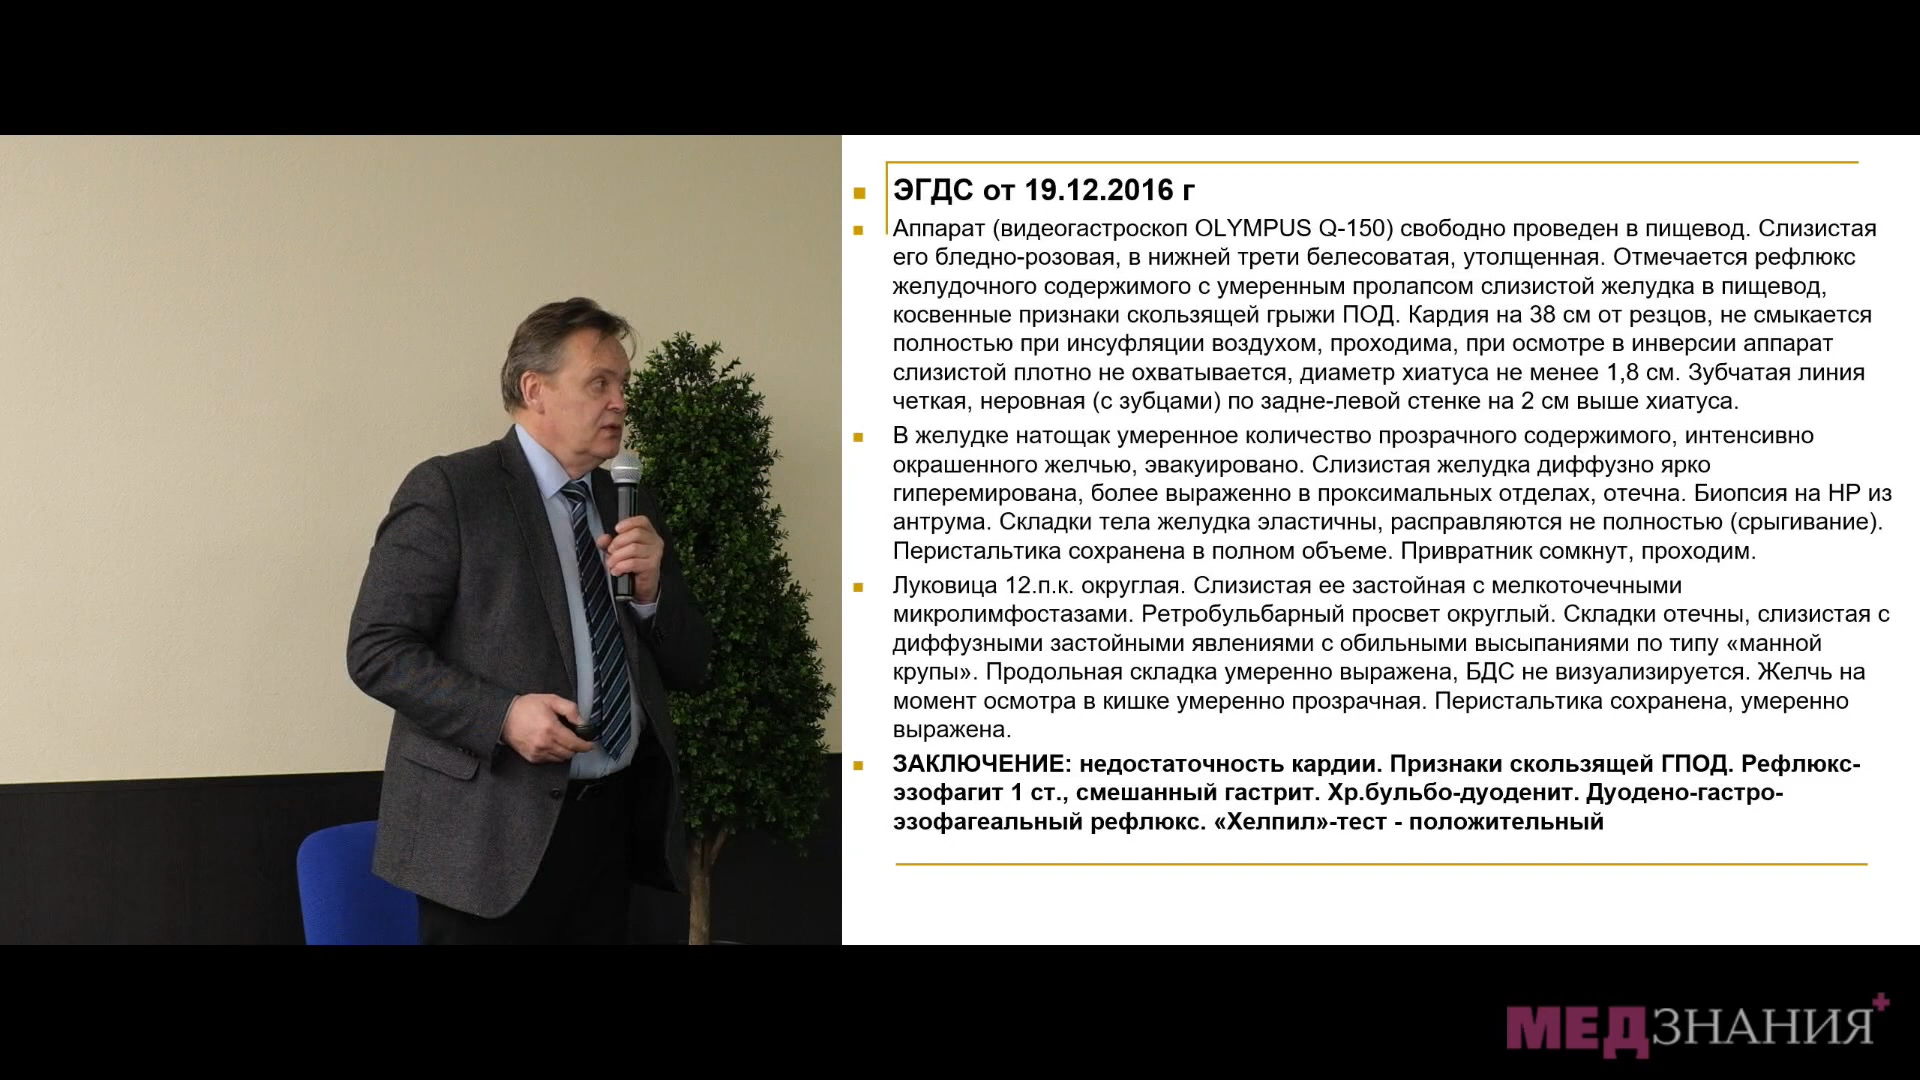 ЭГДС от 19.12.2016 г
Аппарат (видеогастроскоп OLYMPUS Q-150) свободно проведен в пищевод. Слизистая
его бледно-розовая, в нижней трети белесоватая, утолщенная. Отмечается рефлюкс
желудочного содержимого с умеренным пролапсом слизистой желудка в пищевод,
косвенные признаки скользящей грыжи ПОД. Кардия на 38 см от резцов, не смыкается
полностью при инсуфляции воздухом, проходима, при осмотре в инверсии аппарат
слизистой плотно не охватывается, диаметр хиатуса не менее 1,8 см. Зубчатая линия
четкая, неровная (с зубцами) по задне-левой стенке на 2 см выше хиатуса.
В желудке натощак умеренное количество прозрачного содержимого, интенсивно
окрашенного желчью, эвакуировано. Слизистая желудка диффузно ярко
гиперемирована, более выраженно в проксимальных отделах, отечна. Биопсия на НР из
антрума. Складки тела желудка эластичны, расправляются не полностью (срыгивание).
Перистальтика сохранена в полном объеме. Привратник сомкнут, проходим.
Луковица 12.п.к. округлая. Слизистая ее застойная с мелкоточечными
микролимфостазами. Ретробульбарный просвет округлый. Складки отечны, слизистая с
диффузными застойными явлениями с обильными высыпаниями по типу «манной
крупы». Продольная складка умеренно выражена, БДС не визуализируется. Желчь на
момент осмотра в кишке умеренно прозрачная. Перистальтика сохранена, умеренно
выражена.
ЗАКЛЮЧЕНИЕ: недостаточность кардии. Признаки скользящей ГПОД. Рефлюкс-
эзофагит 1 ст., смешанный гастрит. Хр.бульбо-дуоденит. Дуодено-гастро-
эзофагеальный рефлюкс. «Хелпил»-тест - положительный
МЕДЗНАНИЯ+